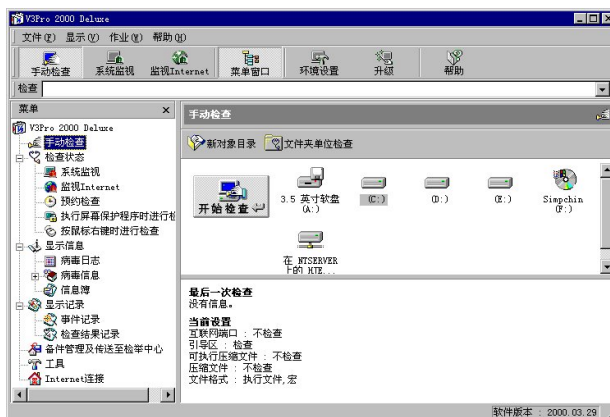 V3Pro 2000 Deluxe
文件(F) 显示(V) 作业(W) 帮助(H)
手动检查 系统监视 监视Internet 菜单窗口 环境设置 升级 帮助
检查
菜单
手动检查
V3Pro 2000 Deluxe
手动检查
检查状态
系统监视
监视Internet
预约检查
执行屏幕保护程序时进行检
按鼠标右键时进行检查
显示信息
病毒日志
病毒信息
信息簿
显示记录
事件记录
检查结果记录
备件管理及传送至检举中心
工具
Internet连接
新对象目录 文件夹单位检查
开始检查
3.5 英寸软盘 (A:)
(C:)
(D:)
(E:)
Simpchin (F:)
在 NTSERVER 上的 HTE...
最后一次检查
没有信息。
当前设置
互联网端口 : 不检查
引导区 : 检查
可执行压缩文件 : 不检查
压缩文件 : 不检查
文件格式 : 执行文件,宏
软件版本 : 2000.03.29